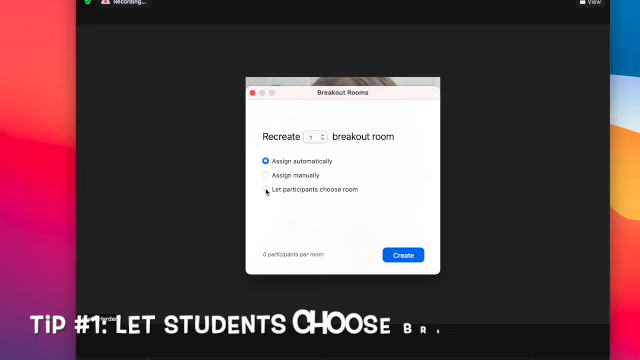 Recording...
View
Breakout Rooms
Recreate 1 breakout room
Assign automatically
Assign manually
Let participants choose room
0 participants per room
Create
TiP #1: LET STUDENTS CHOOSE BR